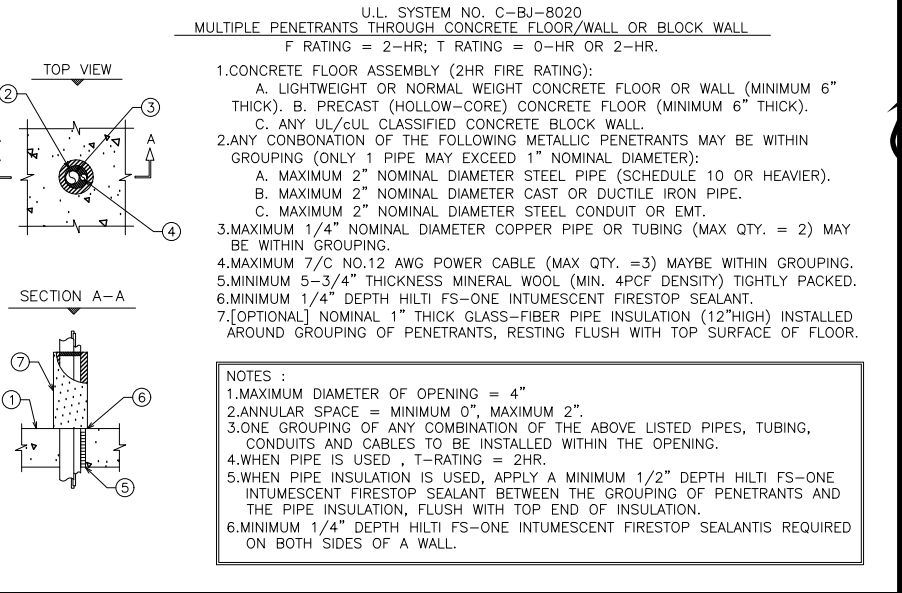 U.L. SYSTEM NO. C-BJ-8020
MULTIPLE PENETRANTS THROUGH CONCRETE FLOOR/WALL OR BLOCK WALL
F RATING = 2-HR; T RATING = 0-HR OR 2-HR.
TOP VIEW
2
3
A
4
SECTION A-A
7
1
6
5
1.CONCRETE FLOOR ASSEMBLY (2HR FIRE RATING):
A. LIGHTWEIGHT OR NORMAL WEIGHT CONCRETE FLOOR OR WALL (MINIMUM 6"
THICK). B. PRECAST (HOLLOW-CORE) CONCRETE FLOOR (MINIMUM 6" THICK).
C. ANY UL/cUL CLASSIFIED CONCRETE BLOCK WALL.
2.ANY CONBONATION OF THE FOLLOWING METALLIC PENETRANTS MAY BE WITHIN
GROUPING (ONLY 1 PIPE MAY EXCEED 1" NOMINAL DIAMETER):
A. MAXIMUM 2" NOMINAL DIAMETER STEEL PIPE (SCHEDULE 10 OR HEAVIER).
B. MAXIMUM 2" NOMINAL DIAMETER CAST OR DUCTILE IRON PIPE.
C. MAXIMUM 2" NOMINAL DIAMETER STEEL CONDUIT OR EMT.
3.MAXIMUM 1/4" NOMINAL DIAMETER COPPER PIPE OR TUBING (MAX QTY. = 2) MAY
BE WITHIN GROUPING.
4.MAXIMUM 7/C NO.12 AWG POWER CABLE (MAX QTY. =3) MAYBE WITHIN GROUPING.
5.MINIMUM 5-3/4" THICKNESS MINERAL WOOL (MIN. 4PCF DENSITY) TIGHTLY PACKED.
6.MINIMUM 1/4" DEPTH HILTI FS-ONE INTUMESCENT FIRESTOP SEALANT.
7.[OPTIONAL] NOMINAL 1" THICK GLASS-FIBER PIPE INSULATION (12"HIGH) INSTALLED
AROUND GROUPING OF PENETRANTS, RESTING FLUSH WITH TOP SURFACE OF FLOOR.
NOTES :
1.MAXIMUM DIAMETER OF OPENING = 4"
2.ANNULAR SPACE = MINIMUM 0", MAXIMUM 2".
3.ONE GROUPING OF ANY COMBINATION OF THE ABOVE LISTED PIPES, TUBING,
CONDUITS AND CABLES TO BE INSTALLED WITHIN THE OPENING.
4.WHEN PIPE IS USED , T-RATING = 2HR.
5.WHEN PIPE INSULATION IS USED, APPLY A MINIMUM 1/2" DEPTH HILTI FS-ONE
INTUMESCENT FIRESTOP SEALANT BETWEEN THE GROUPING OF PENETRANTS AND
THE PIPE INSULATION, FLUSH WITH TOP END OF INSULATION.
6.MINIMUM 1/4" DEPTH HILTI FS-ONE INTUMESCENT FIRESTOP SEALANTIS REQUIRED
ON BOTH SIDES OF A WALL.